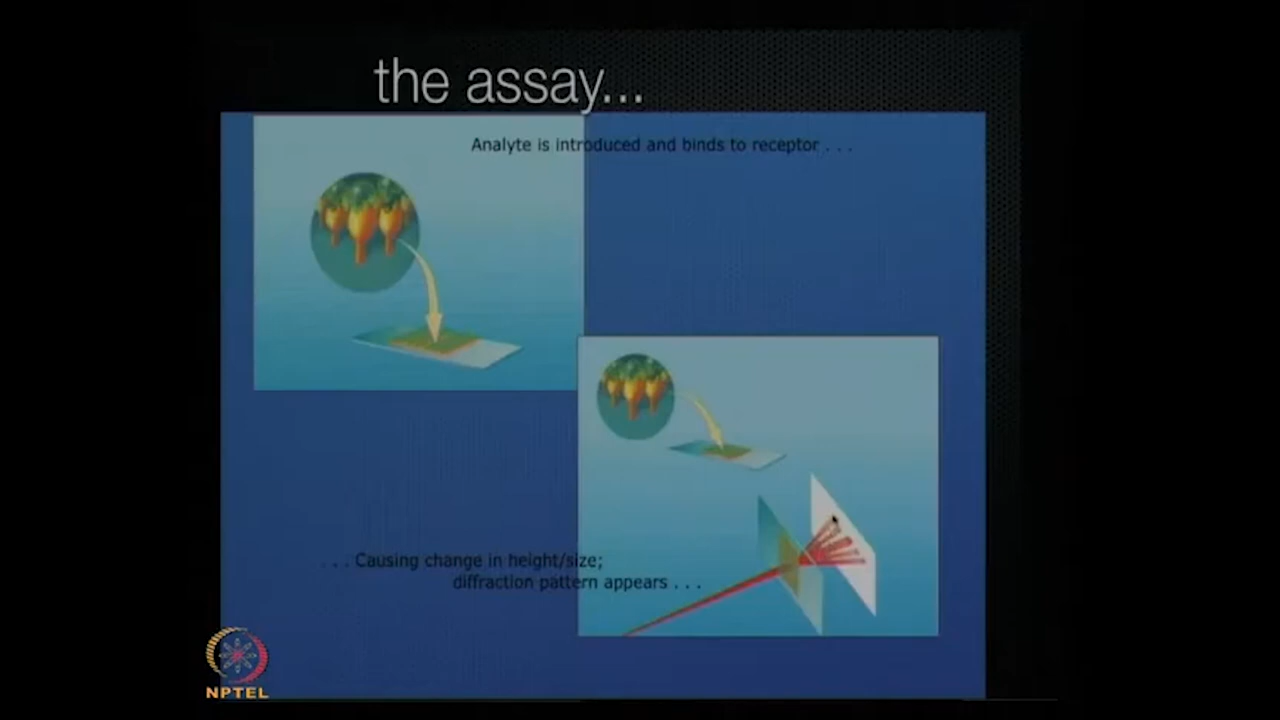 the assay...
Analyte is introduced and binds to receptor . . .
. . . Causing change in height/size;
diffraction pattern appears . . .
NPTEL